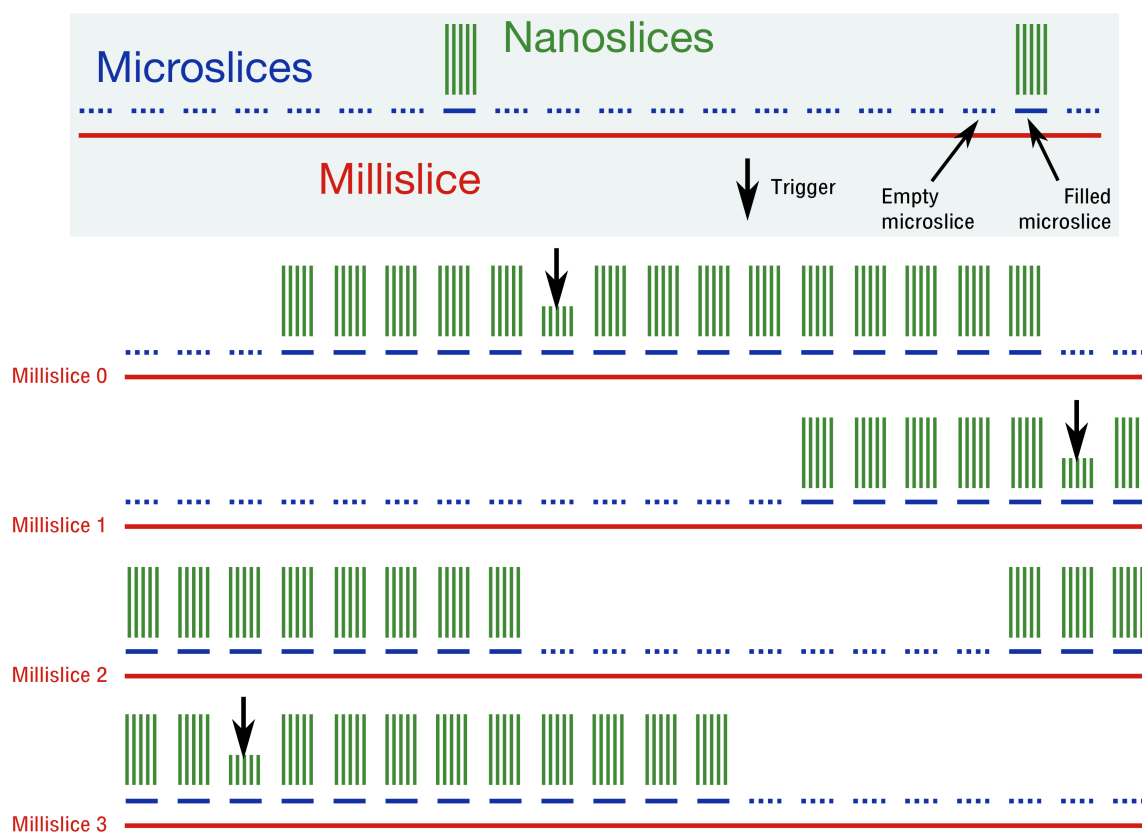 Nanoslices
Microslices
Millislice
Trigger
Empty
microslice
Filled
microslice
Millislice 0
Millislice 1
Millislice 2
Millislice 3